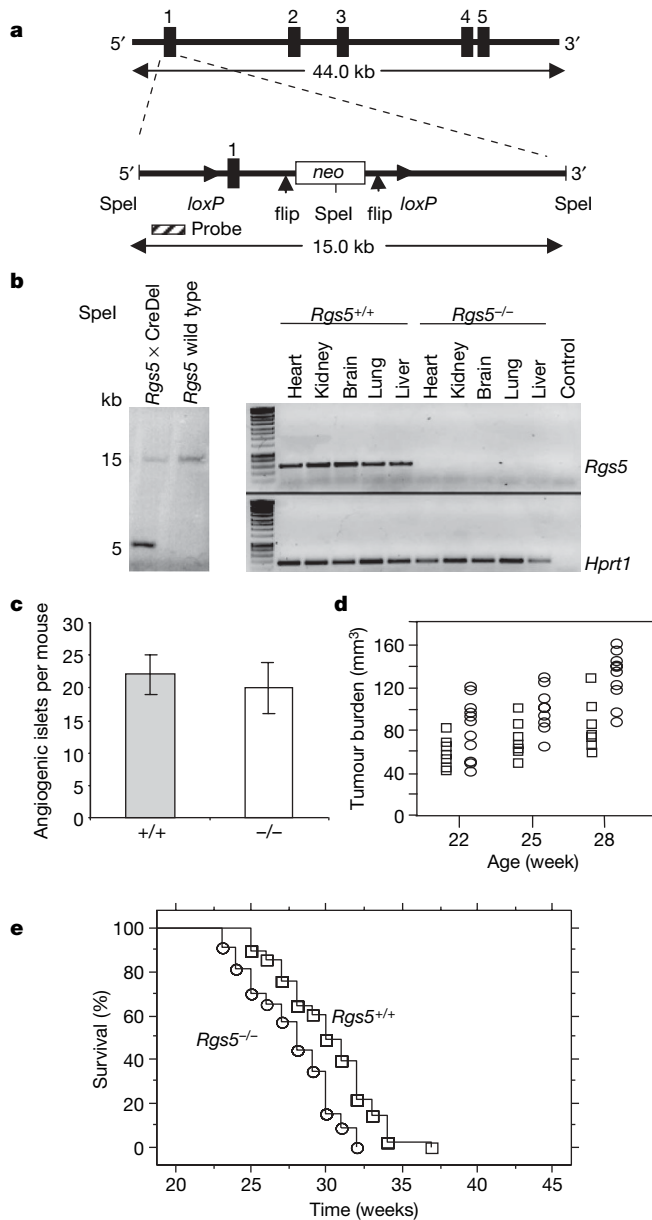 a
1 2 3 4 5
5′ 3′
44.0 kb
1
5′ neo 3′
SpeI loxP flip SpeI flip loxP SpeI
Probe
15.0 kb
b
SpeI
Rgs5 × CreDel
Rgs5 wild type
kb
15
5
Rgs5+/+ Rgs5−/−
Heart Kidney Brain Lung Liver Heart Kidney Brain Lung Liver Control
Rgs5
Hprt1
c
Angiogenic islets per mouse
30
25
20
15
10
5
0
+/+ −/−
d
Tumour burden (mm³)
160
120
80
40
0
22 25 28
Age (week)
e
Survival (%)
100
80
60
40
20
0
Rgs5+/+
Rgs5−/−
20 25 30 35 40 45
Time (weeks)